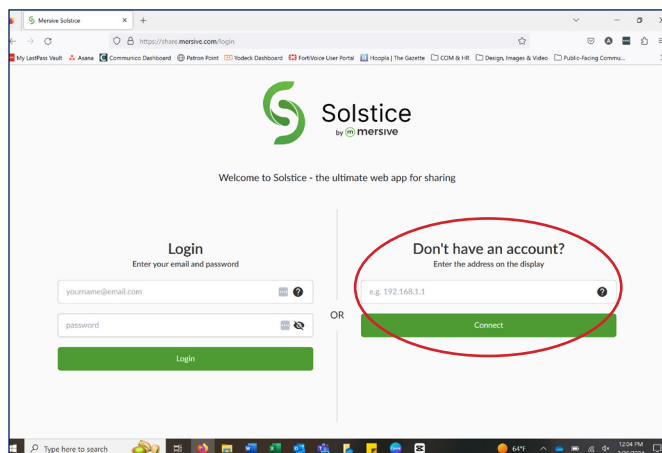 Mersive Solstice
https://share.mersive.com/login
My LastPass Vault Asana Communico Dashboard Patron Point Yodeck Dashboard FortiVoice User Portal Hoopla | The Gazette COM & HR Design, Images & Video Public-Facing Commu...
Solstice
by mersive
Welcome to Solstice - the ultimate web app for sharing
Login
Enter your email and password
yourname@email.com
password
Login
OR
Don't have an account?
Enter the address on the display
e.g. 192.168.1.1
Connect
Type here to search
64°F
12:04 PM